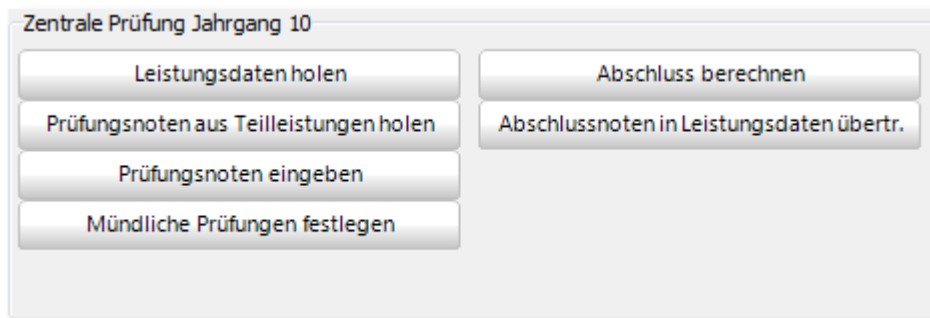 Zentrale Prüfung Jahrgang 10
Leistungsdaten holen
Prüfungsnoten aus Teilleistungen holen
Prüfungsnoten eingeben
Mündliche Prüfungen festlegen
Abschluss berechnen
Abschlussnoten in Leistungsdaten übertr.